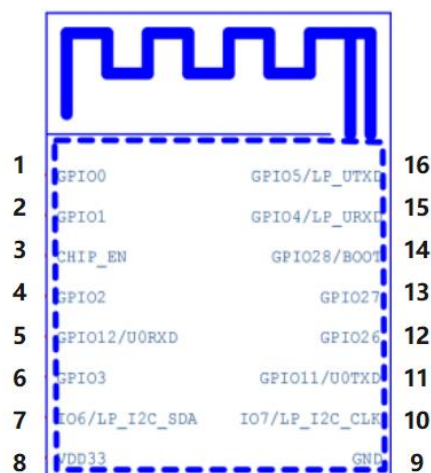 1 GPIO0 GPIO5/LP_UTXD 16
2 GPIO1 GPIO4/LP_URXD 15
3 CHIP_EN GPIO28/BOOT 14
4 GPIO2 GPIO27 13
5 GPIO12/U0RXD GPIO26 12
6 GPIO3 GPIO11/U0TXD 11
7 IO6/LP_I2C_SDA IO7/LP_I2C_CLK 10
8 VDD33 GND 9